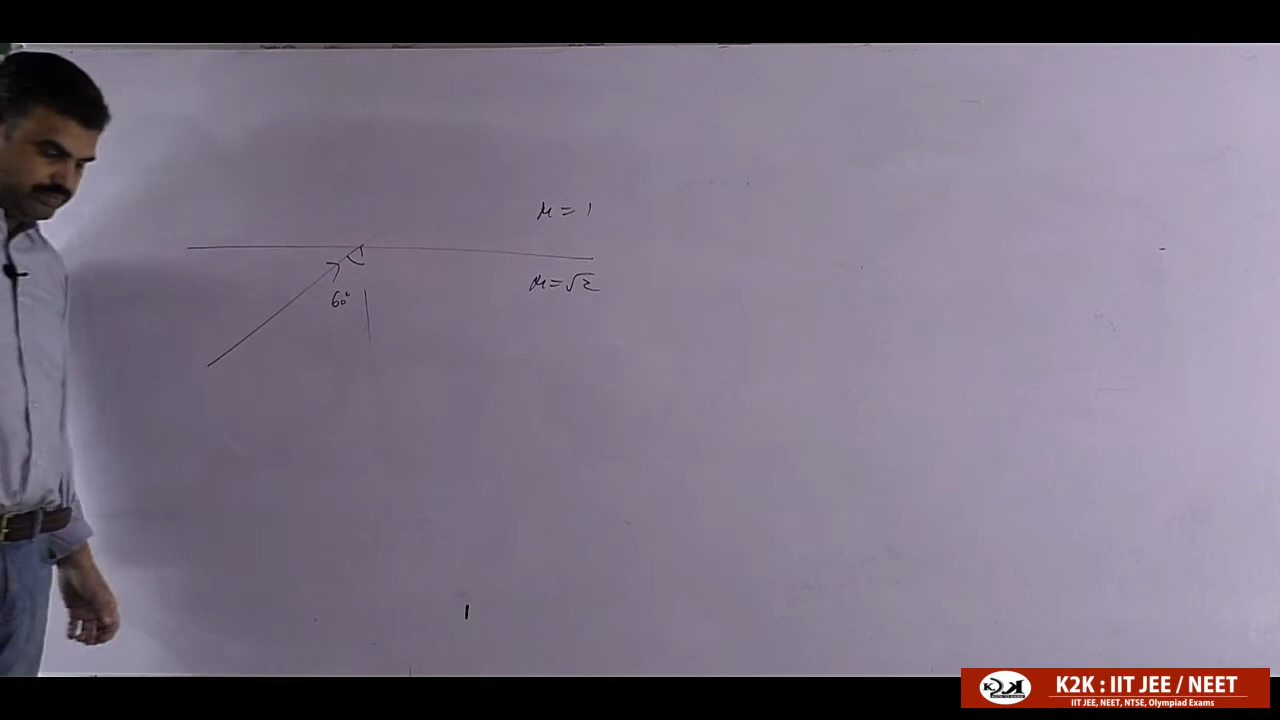 μ = 1
μ = √2
60°
K2K : IIT JEE / NEET
IIT JEE, NEET, NTSE, Olympiad Exams